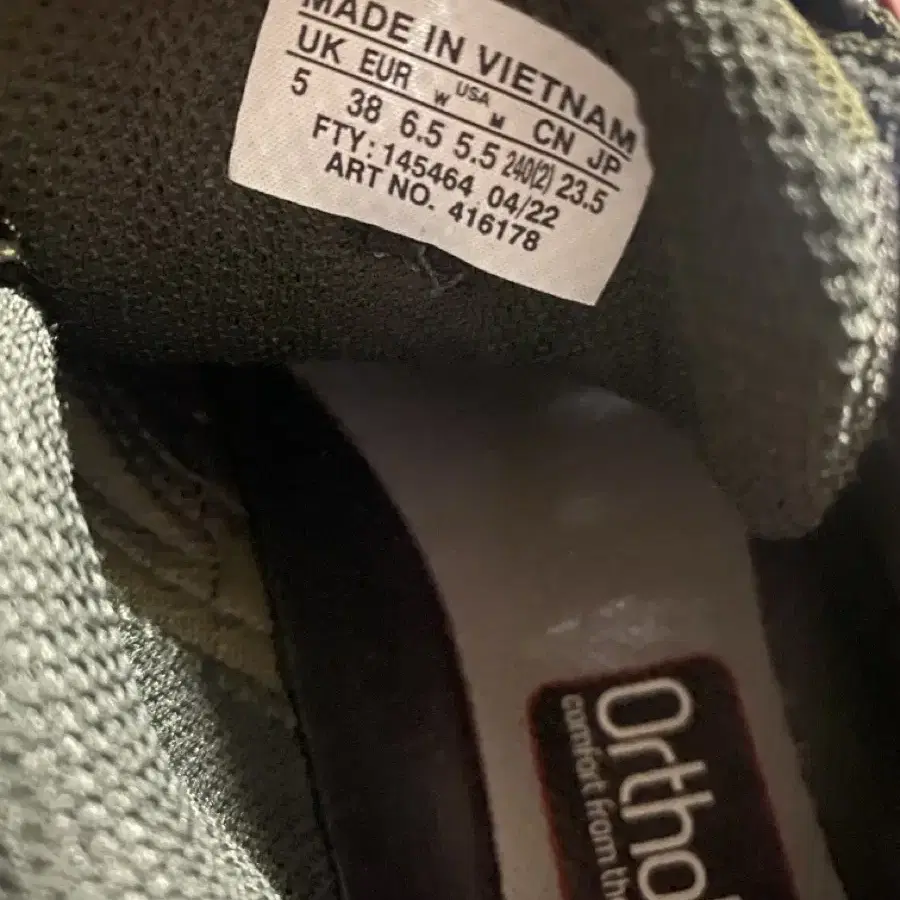 MADE IN VIETNAM
UK EUR W USA M CN JP
5 38 6.5 5.5 240(2) 23.5
FTY: 145464 04/22
ART NO. 416178
Ortho
comfort from the